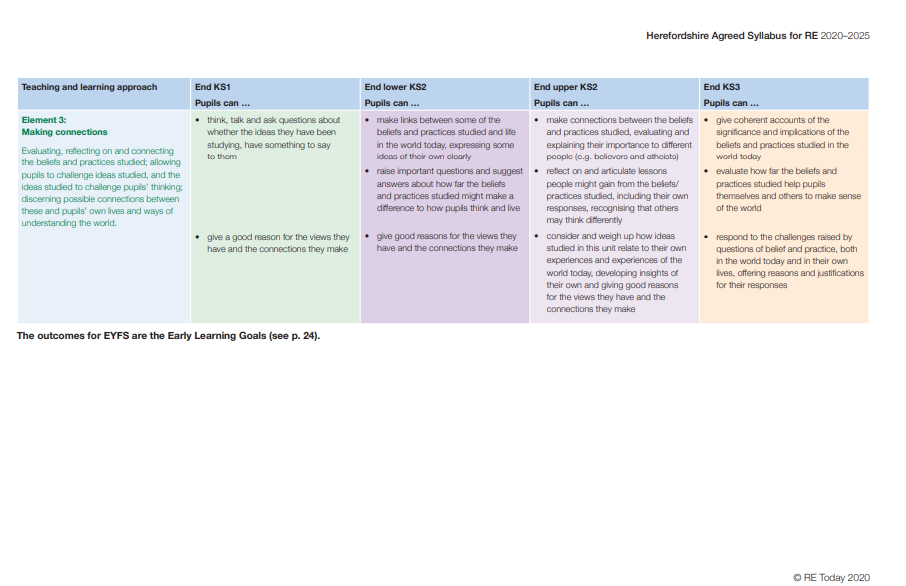 Herefordshire Agreed Syllabus for RE 2020–2025
Teaching and learning approach
End KS1
Pupils can …
End lower KS2
Pupils can …
End upper KS2
Pupils can …
End KS3
Pupils can …
Element 3:
Making connections
Evaluating, reflecting on and connecting
the beliefs and practices studied; allowing
pupils to challenge ideas studied, and the
ideas studied to challenge pupils' thinking;
discerning possible connections between
these and pupils' own lives and ways of
understanding the world.
• think, talk and ask questions about
whether the ideas they have been
studying, have something to say
to them
• give a good reason for the views they
have and the connections they make
• make links between some of the
beliefs and practices studied and life
in the world today, expressing some
ideas of their own clearly
• raise important questions and suggest
answers about how far the beliefs
and practices studied might make a
difference to how pupils think and live
• give good reasons for the views they
have and the connections they make
• make connections between the beliefs
and practices studied, evaluating and
explaining their importance to different
people (e.g. believers and atheists)
• reflect on and articulate lessons
people might gain from the beliefs/
practices studied, including their own
responses, recognising that others
may think differently
• consider and weigh up how ideas
studied in this unit relate to their own
experiences and experiences of the
world today, developing insights of
their own and giving good reasons
for the views they have and the
connections they make
• give coherent accounts of the
significance and implications of the
beliefs and practices studied in the
world today
• evaluate how far the beliefs and
practices studied help pupils
themselves and others to make sense
of the world
• respond to the challenges raised by
questions of belief and practice, both
in the world today and in their own
lives, offering reasons and justifications
for their responses
The outcomes for EYFS are the Early Learning Goals (see p. 24).
© RE Today 2020